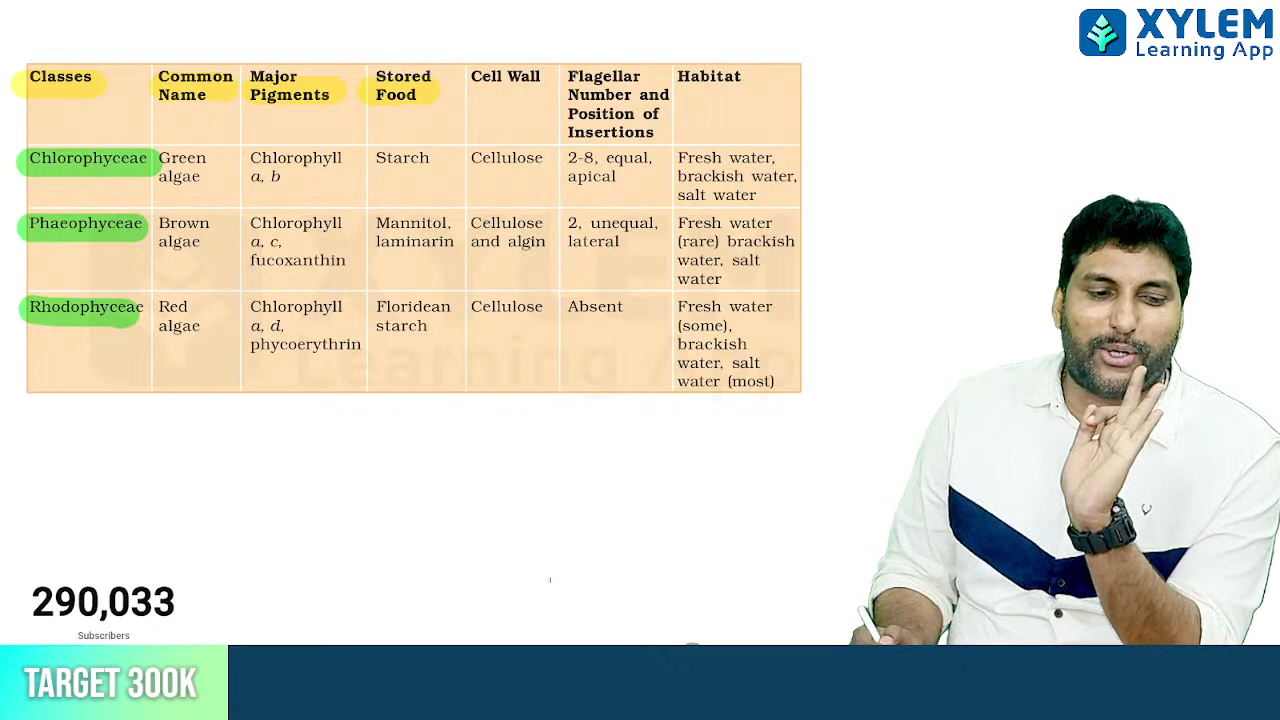 XYLEM
Learning App
Classes
Common
Name
Major
Pigments
Stored
Food
Cell Wall
Flagellar
Number and
Position of
Insertions
Habitat
Chlorophyceae
Green
algae
Chlorophyll
a, b
Starch
Cellulose
2-8, equal,
apical
Fresh water,
brackish water,
salt water
Phaeophyceae
Brown
algae
Chlorophyll
a, c,
fucoxanthin
Mannitol,
laminarin
Cellulose
and algin
2, unequal,
lateral
Fresh water
(rare) brackish
water, salt
water
Rhodophyceae
Red
algae
Chlorophyll
a, d,
phycoerythrin
Floridean
starch
Cellulose
Absent
Fresh water
(some),
brackish
water, salt
water (most)
XYLEM
Learning App
290,033
Subscribers
TARGET 300K